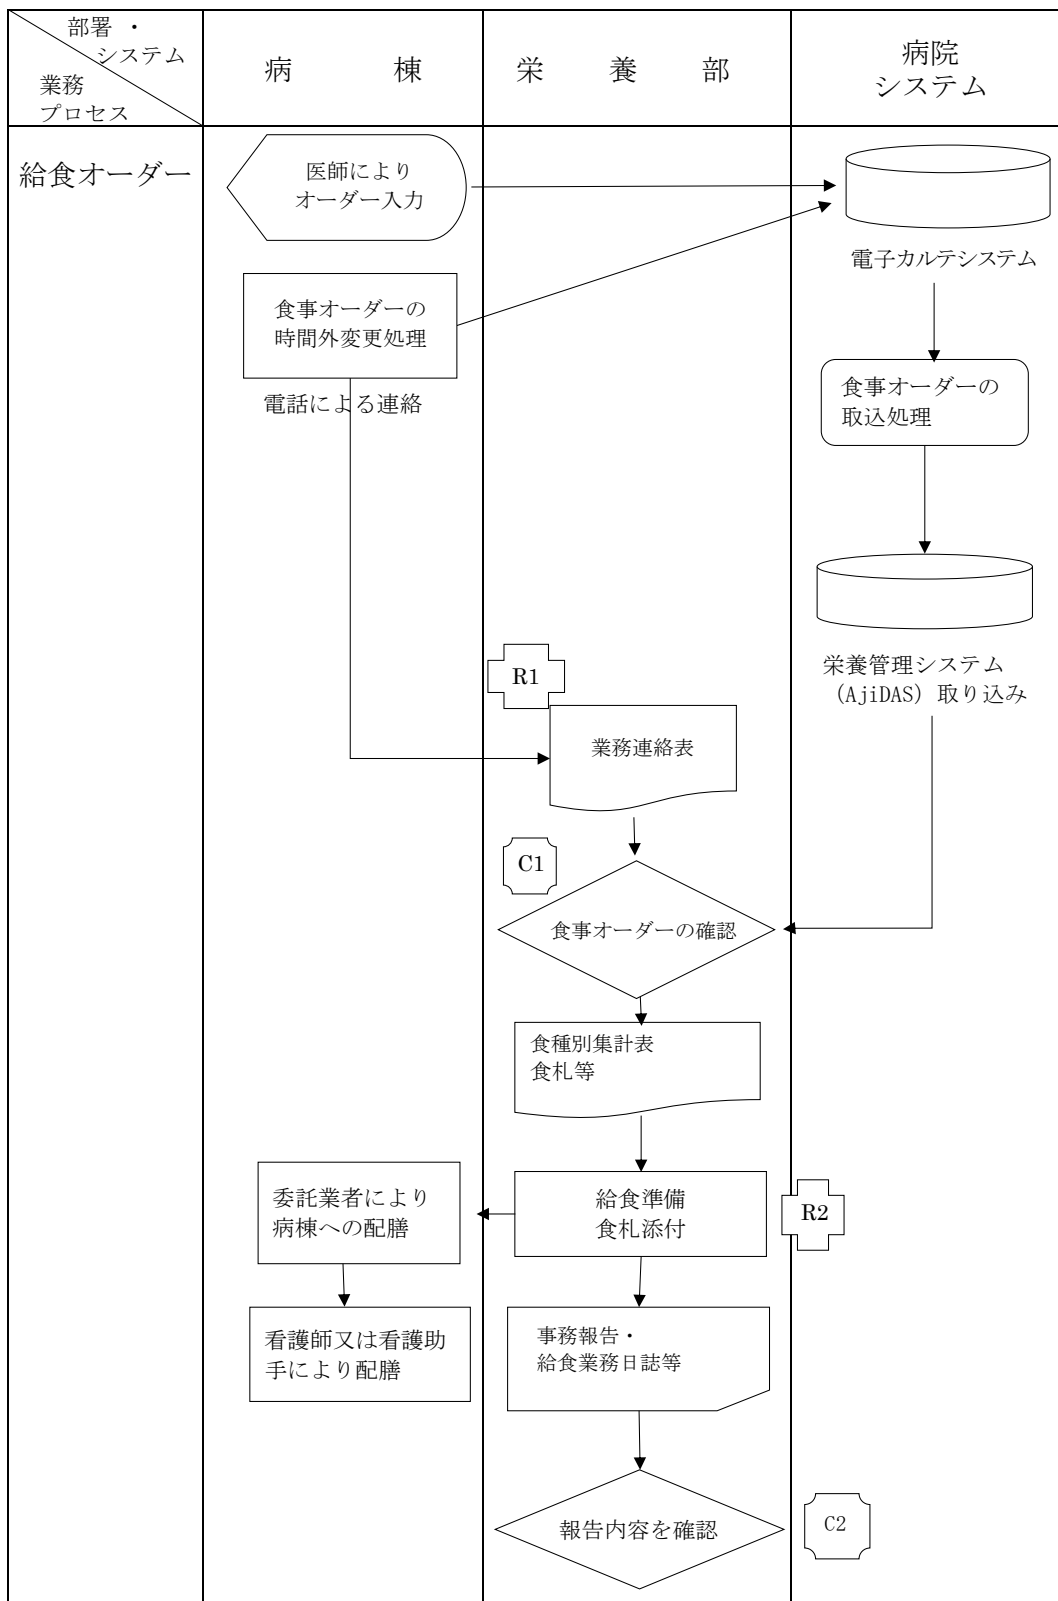 部署 ・
システム
業務
プロセス
病 棟
栄 養 部
病院
システム
給食オーダー
医師により
オーダー入力
電子カルテシステム
食事オーダーの
時間外変更処理
電話による連絡
食事オーダーの
取込処理
栄養管理システム
（AjiDAS）取り込み
R1
業務連絡表
C1
食事オーダーの確認
食種別集計表
食札等
給食準備
食札添付
R2
委託業者により
病棟への配膳
看護師又は看護助
手により配膳
事務報告・
給食業務日誌等
報告内容を確認
C2